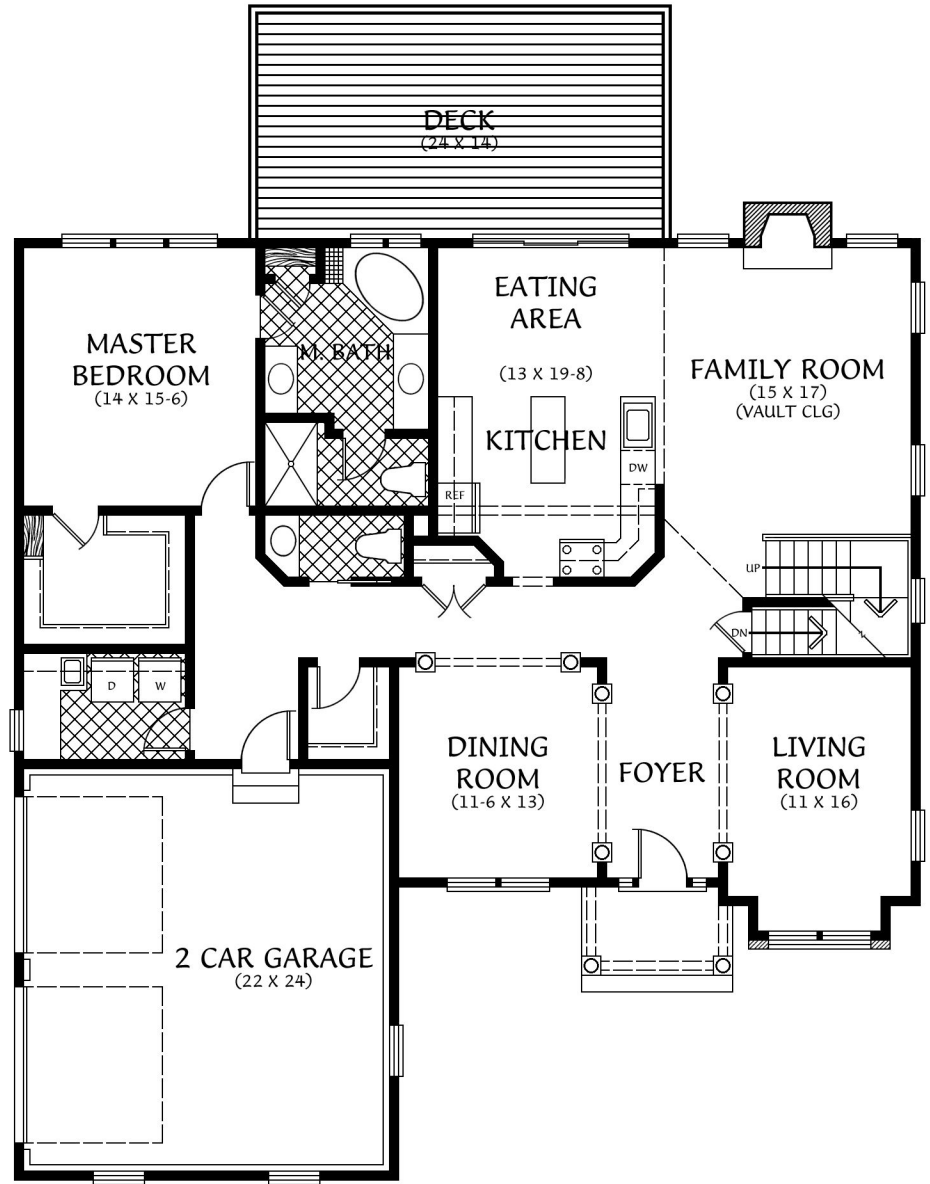 DECK
(24 X 14)
EATING
AREA
(13 X 19-8)
MASTER
BEDROOM
(14 X 15-6)
M. BATH
FAMILY ROOM
(15 X 17)
(VAULT CLG)
KITCHEN
DW
REF
UP
DN
D
W
DINING
ROOM
(11-6 X 13)
FOYER
LIVING
ROOM
(11 X 16)
2 CAR GARAGE
(22 X 24)